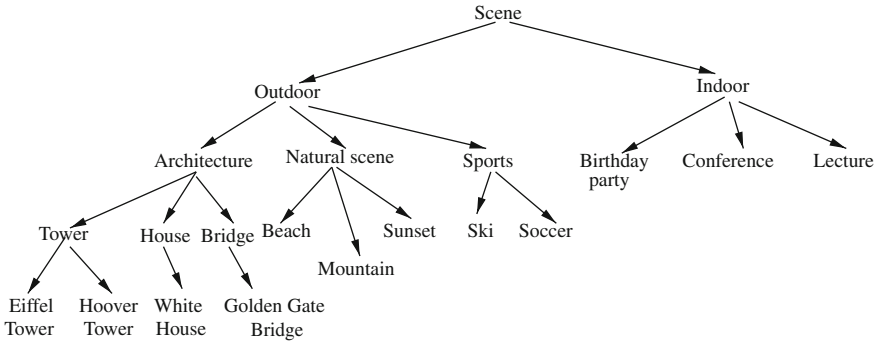 Scene
Outdoor
Indoor
Architecture
Natural scene
Sports
Birthday
party
Conference
Lecture
Tower
House
Bridge
Beach
Mountain
Sunset
Ski
Soccer
Eiffel
Tower
Hoover
Tower
White
House
Golden Gate
Bridge